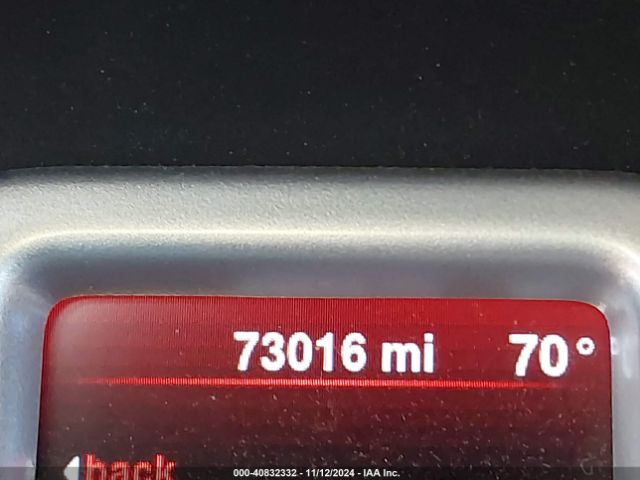 73016 mi 70°
back
000-40832332 - 11/12/2024 - IAA Inc.